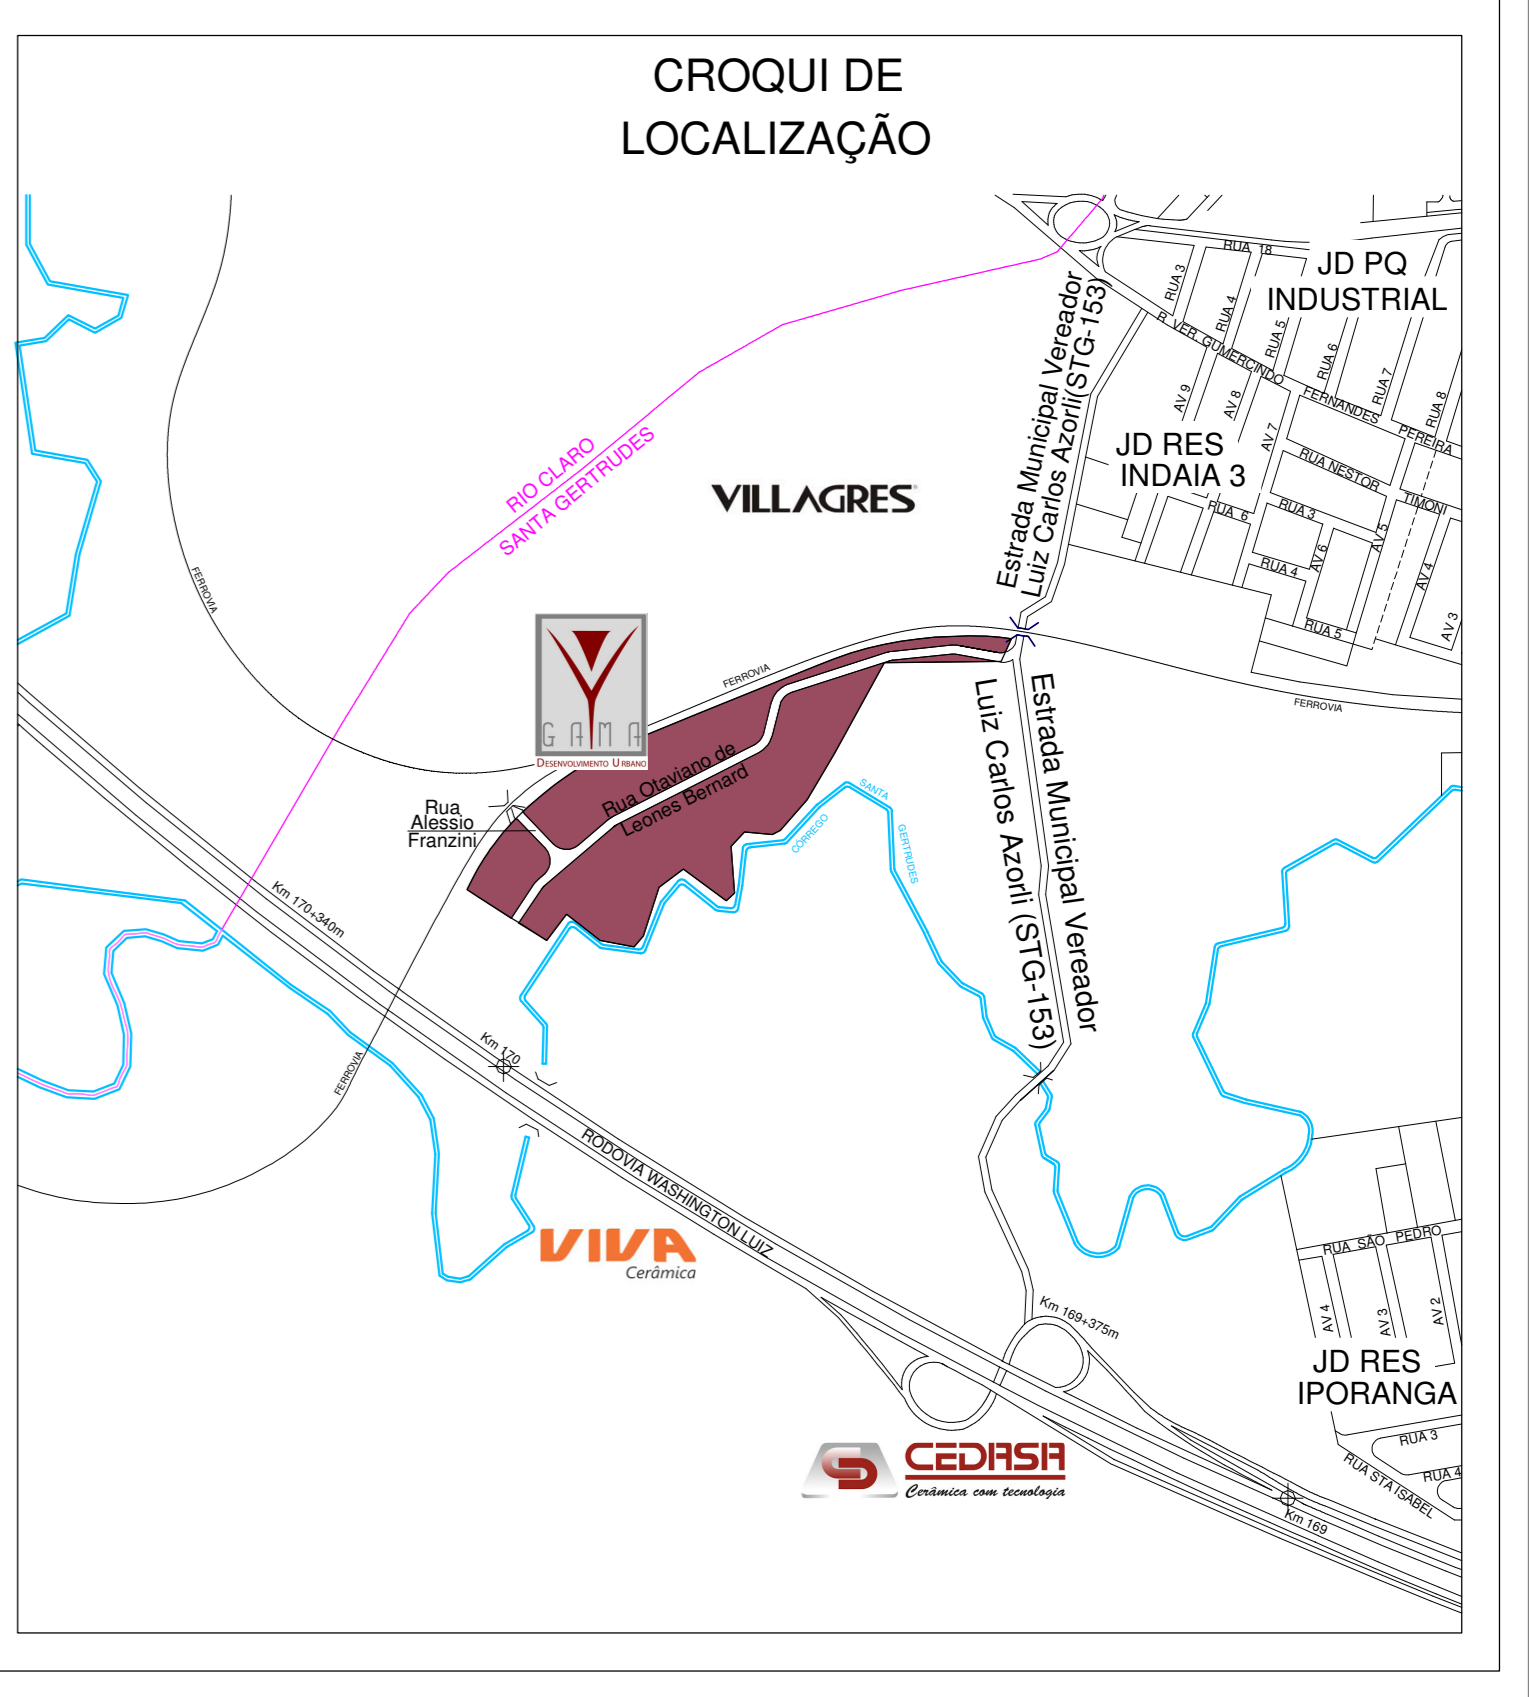 CROQUI DE
LOCALIZAÇÃO
JD PQ
INDUSTRIAL
RUA 18
RUA 3
RUA 4
RUA 5
RUA 6
RUA 7
RUA 8
R. VER. GUMERCINDO
FERNANDES
PEREIRA
Estrada Municipal Vereador
Luiz Carlos Azorli(STG-153)
AV 9
AV 8
AV 7
JD RES
INDAIA 3
RUA NESTOR
TIMONI
RUA 6
RUA 3
AV 5
AV 6
RUA 4
AV 4
RUA 5
AV 3
RIO CLARO
SANTA GERTRUDES
VILLAGRES
FERROVIA
FERROVIA
FERROVIA
GAMA
DESENVOLVIMENTO URBANO
Rua Otaviano de
Leones Bernard
Rua
Alessio
Franzini
Estrada Municipal Vereador
Luiz Carlos Azorli (STG-153)
CÓRREGO
SANTA
GERTRUDES
Km 170+340m
Km 170
FERROVIA
RODOVIA WASHINGTON LUIZ
VIVA
Cerâmica
Km 169+375m
RUA SÃO PEDRO
AV 4
AV 3
AV 2
JD RES
IPORANGA
RUA 3
RUA 4
RUA STA ISABEL
CEDASA
Cerâmica com tecnologia
Km 169